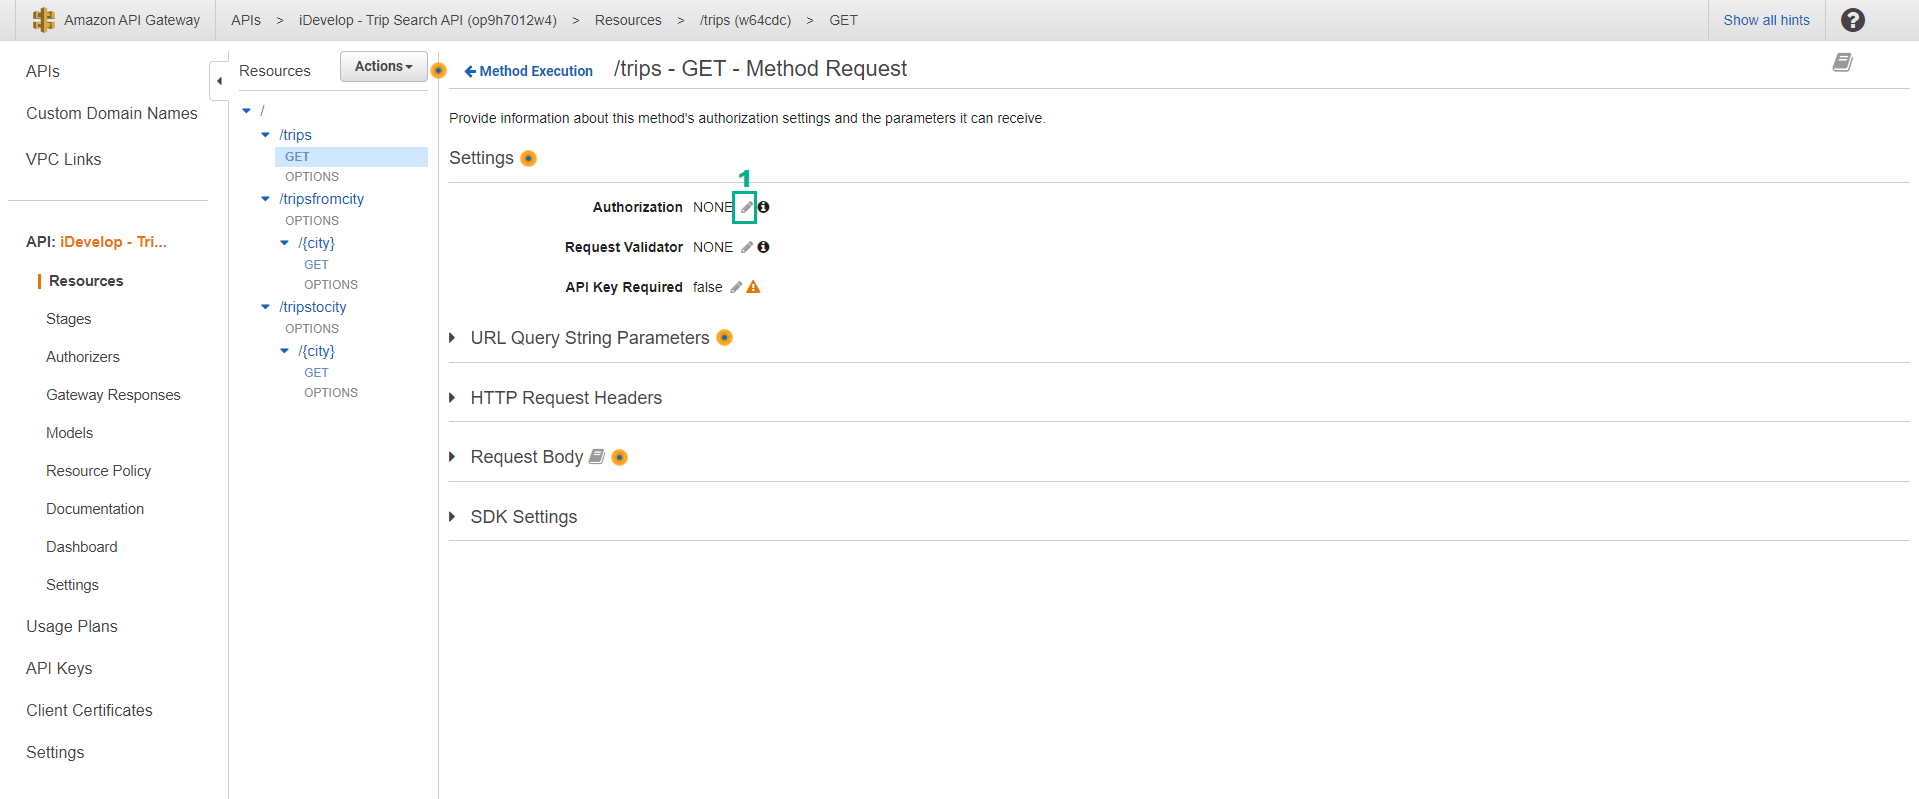 Amazon API Gateway
APIs > iDevelop - Trip Search API (op9h7012w4) > Resources > /trips (w64cdc) > GET
Show all hints
?
APIs
Custom Domain Names
VPC Links
API: iDevelop - Tri...
Resources
Stages
Authorizers
Gateway Responses
Models
Resource Policy
Documentation
Dashboard
Settings
Usage Plans
API Keys
Client Certificates
Settings
Resources
Actions
/
/trips
GET
OPTIONS
/tripsfromcity
OPTIONS
/{city}
GET
OPTIONS
/tripstocity
OPTIONS
/{city}
GET
OPTIONS
Method Execution
/trips - GET - Method Request
Provide information about this method's authorization settings and the parameters it can receive.
Settings
1
Authorization NONE
Request Validator NONE
API Key Required false
URL Query String Parameters
HTTP Request Headers
Request Body
SDK Settings